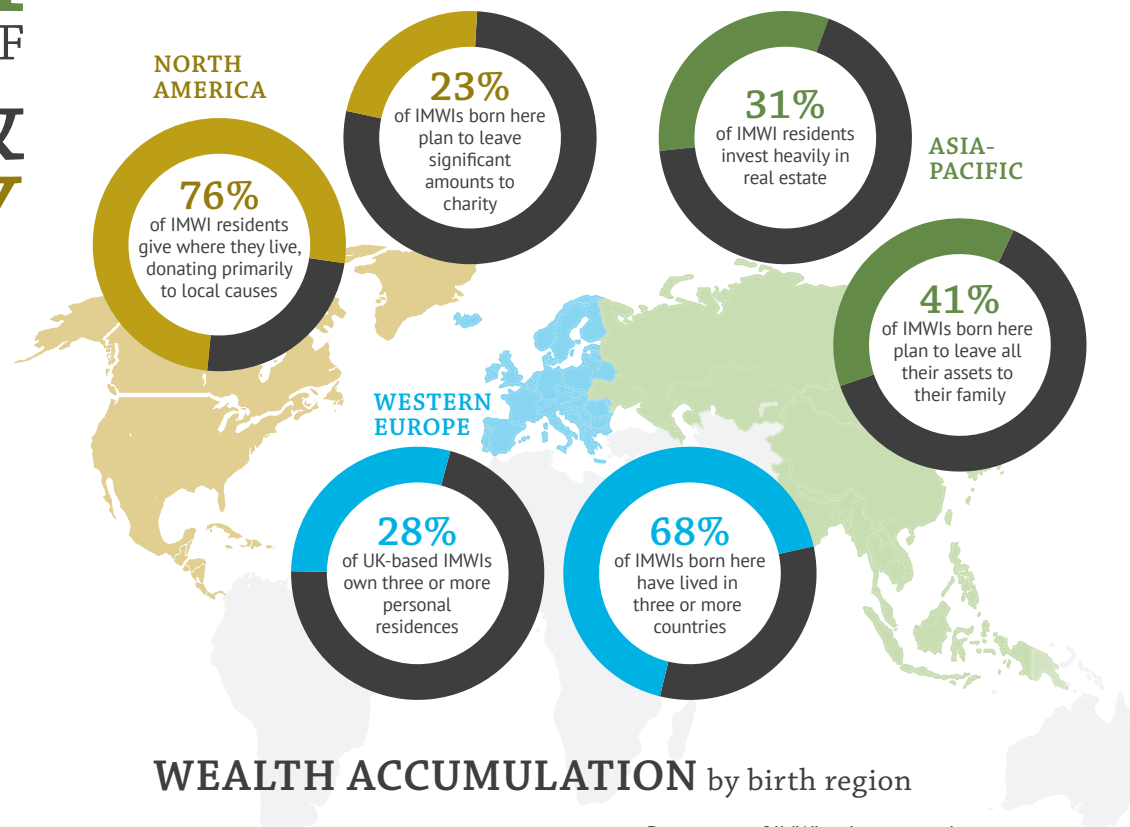 F
&
NORTH
AMERICA
76%
of IMWI residents
give where they live,
donating primarily
to local causes
23%
of IMWIs born here
plan to leave
significant
amounts to
charity
31%
of IMWI residents
invest heavily in
real estate
ASIA-
PACIFIC
41%
of IMWIs born here
plan to leave all
their assets to
their family
WESTERN
EUROPE
28%
of UK-based IMWIs
own three or more
personal
residences
68%
of IMWIs born here
have lived in
three or more
countries
WEALTH ACCUMULATION by birth region